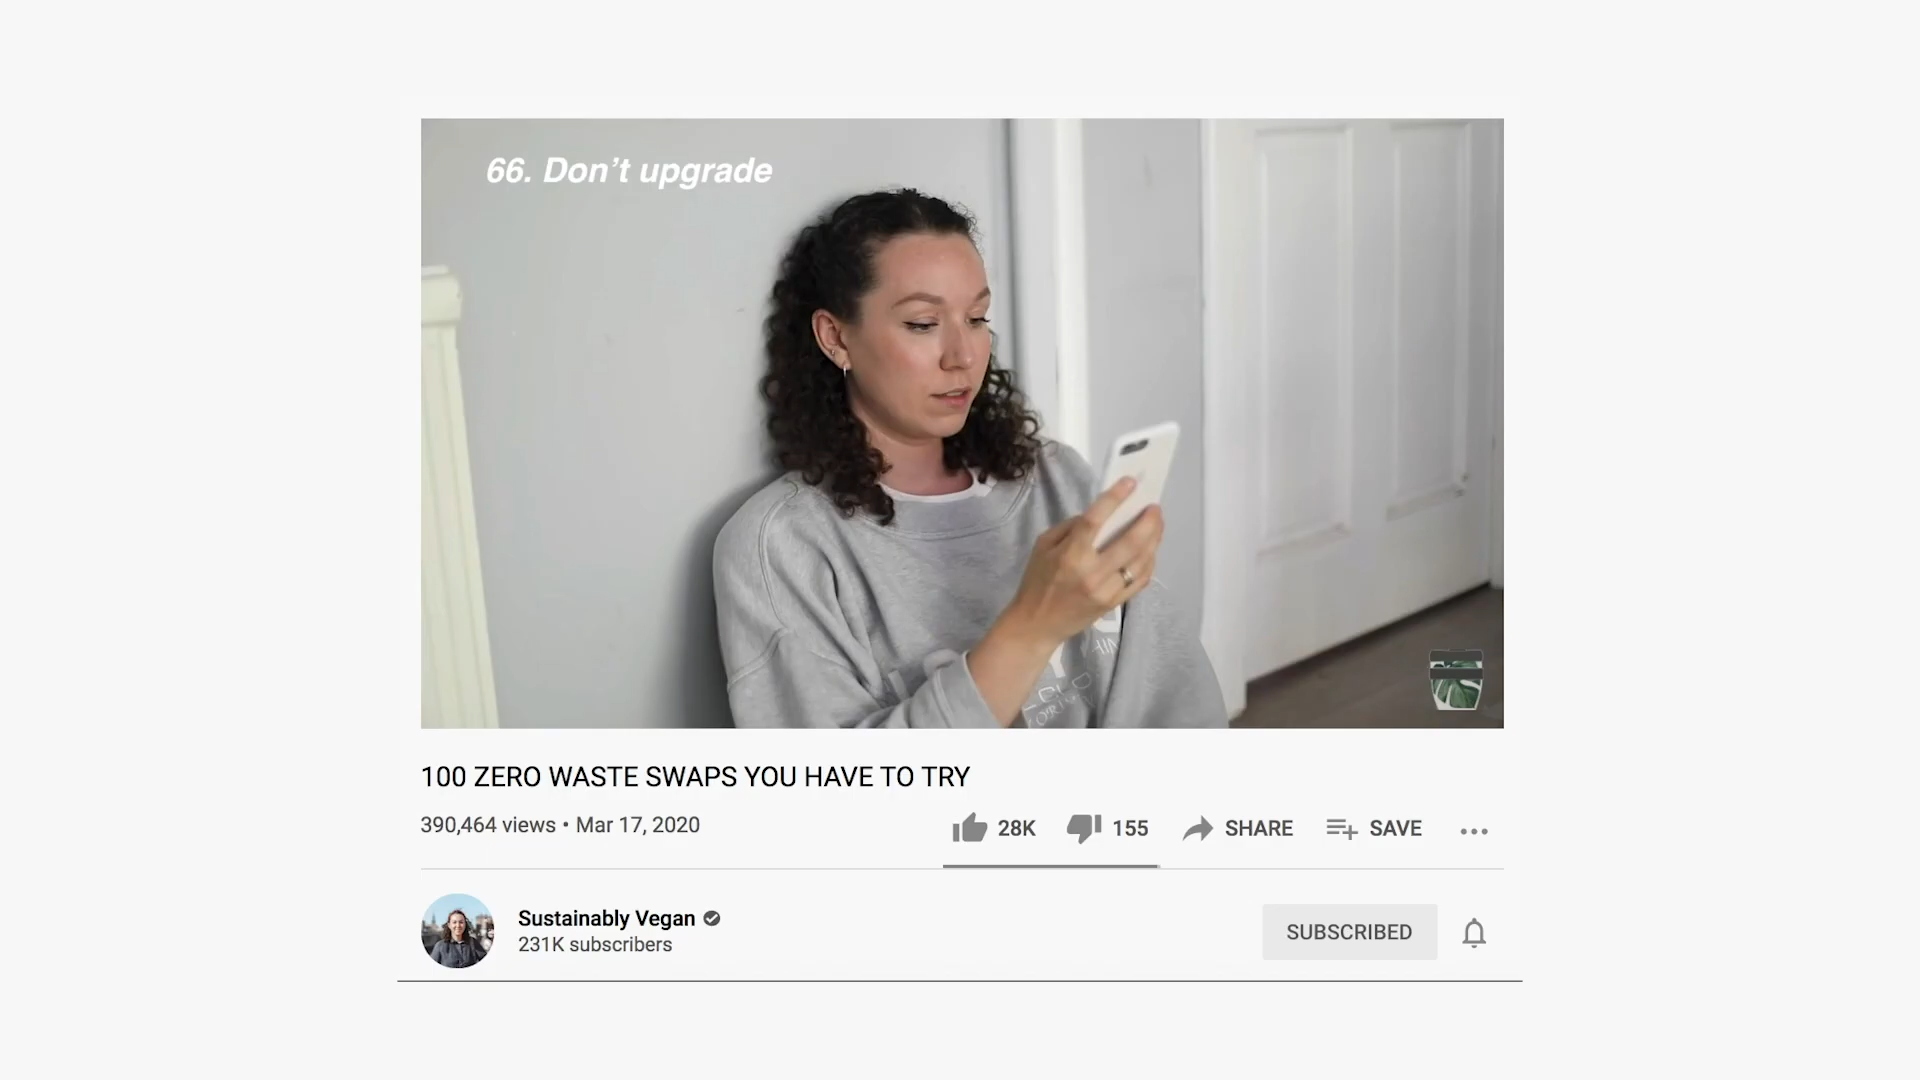 66. Don’t upgrade
100 ZERO WASTE SWAPS YOU HAVE TO TRY
390,464 views • Mar 17, 2020
28K
155
SHARE
SAVE
Sustainably Vegan
231K subscribers
SUBSCRIBED